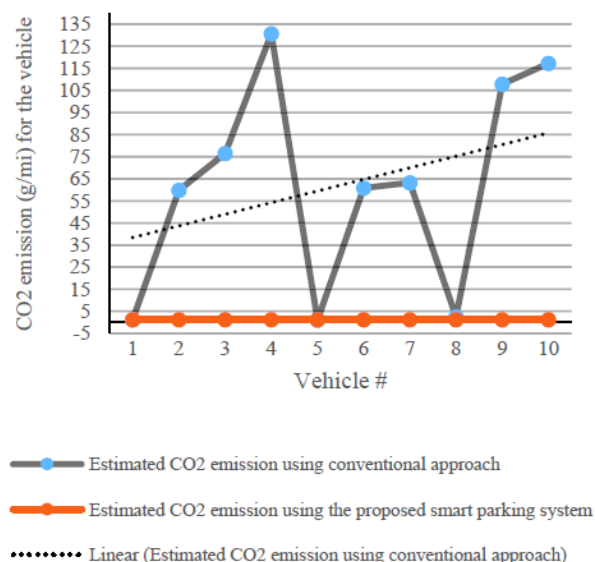 CO2 emission (g/mi) for the vehicle
135
125
115
105
95
85
75
65
55
45
35
25
15
5
-5
1 2 3 4 5 6 7 8 9 10
Vehicle #
Estimated CO2 emission using conventional approach
Estimated CO2 emission using the proposed smart parking system
Linear (Estimated CO2 emission using conventional approach)